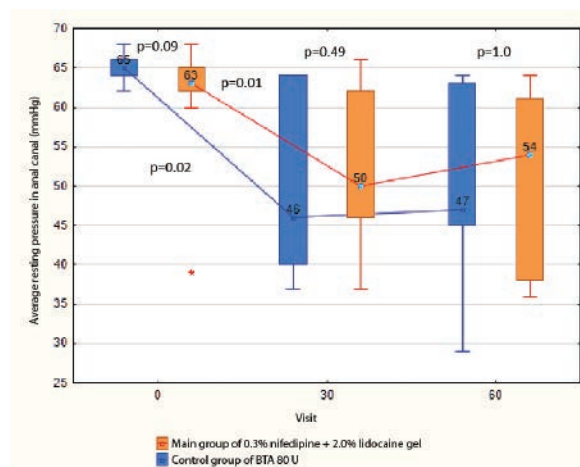 Average resting pressure in anal canal (mmHg)
70
65
60
55
50
45
40
35
30
25
p=0.09
p=0.49
p=1.0
p=0.01
p=0.02
65
63
46
50
47
54
0
30
60
Visit
Main group of 0.3% nifedipine + 2.0% lidocaine gel
Control group of BTA 80 U